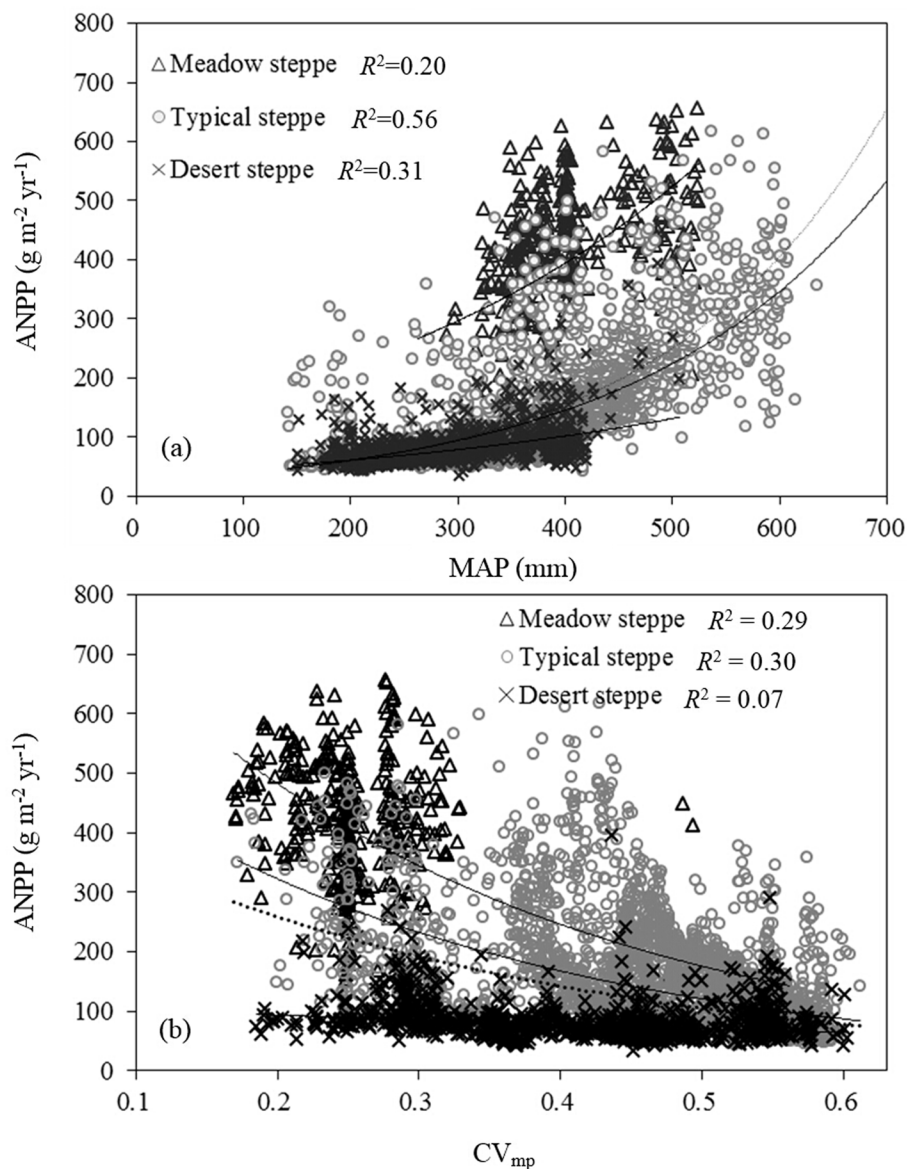 800
700
600
500
400
300
200
100
0
ANPP (g m⁻² yr⁻¹)
△ Meadow steppe R²=0.20
○ Typical steppe R²=0.56
× Desert steppe R²=0.31
(a)
0 100 200 300 400 500 600 700
MAP (mm)
800
700
600
500
400
300
200
100
0
ANPP (g m⁻² yr⁻¹)
△ Meadow steppe R² = 0.29
○ Typical steppe R² = 0.30
× Desert steppe R² = 0.07
(b)
0.1 0.2 0.3 0.4 0.5 0.6
CVmp